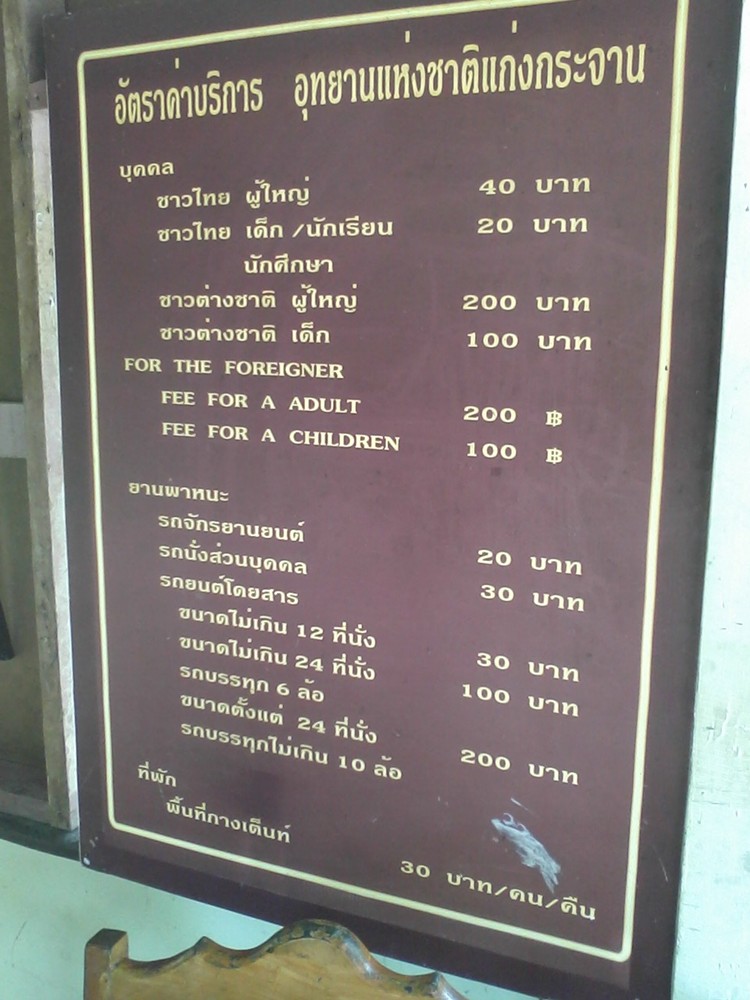 อัตราค่าบริการ อุทยานแห่งชาติแก่งกระจาน
บุคคล
ชาวไทย ผู้ใหญ่ 40 บาท
ชาวไทย เด็ก /นักเรียน 20 บาท
นักศึกษา
ชาวต่างชาติ ผู้ใหญ่ 200 บาท
ชาวต่างชาติ เด็ก 100 บาท
FOR THE FOREIGNER
FEE FOR A ADULT 200 ฿
FEE FOR A CHILDREN 100 ฿
ยานพาหนะ
รถจักรยานยนต์ 20 บาท
รถนั่งส่วนบุคคล 30 บาท
รถยนต์โดยสาร
ขนาดไม่เกิน 12 ที่นั่ง 30 บาท
ขนาดไม่เกิน 24 ที่นั่ง 100 บาท
รถบรรทุก 6 ล้อ
ขนาดตั้งแต่ 24 ที่นั่ง 200 บาท
รถบรรทุกไม่เกิน 10 ล้อ
ที่พัก
พื้นที่กางเต็นท์ 30 บาท/คน/คืน